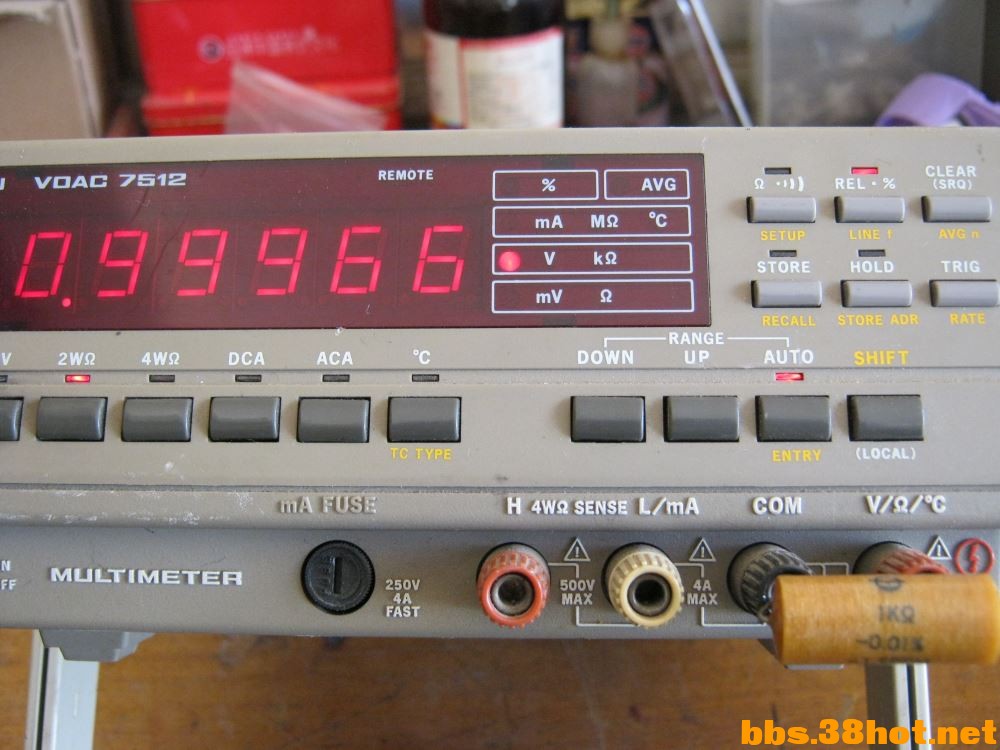 VOAC 7512
REMOTE
% AVG
mA MΩ °C
V kΩ
mV Ω
0.99966
Ω REL·% CLEAR
(SRQ)
SETUP LINE f AVG n
STORE HOLD TRIG
RECALL STORE ADR RATE
RANGE
V 2WΩ 4WΩ DCA ACA °C DOWN UP AUTO SHIFT
TC TYPE ENTRY (LOCAL)
mA FUSE H 4WΩ SENSE L/mA COM V/Ω/°C
MULTIMETER
250V
4A
FAST
500V
MAX
4A
MAX
1KΩ
-0.01%
bbs.38hot.net